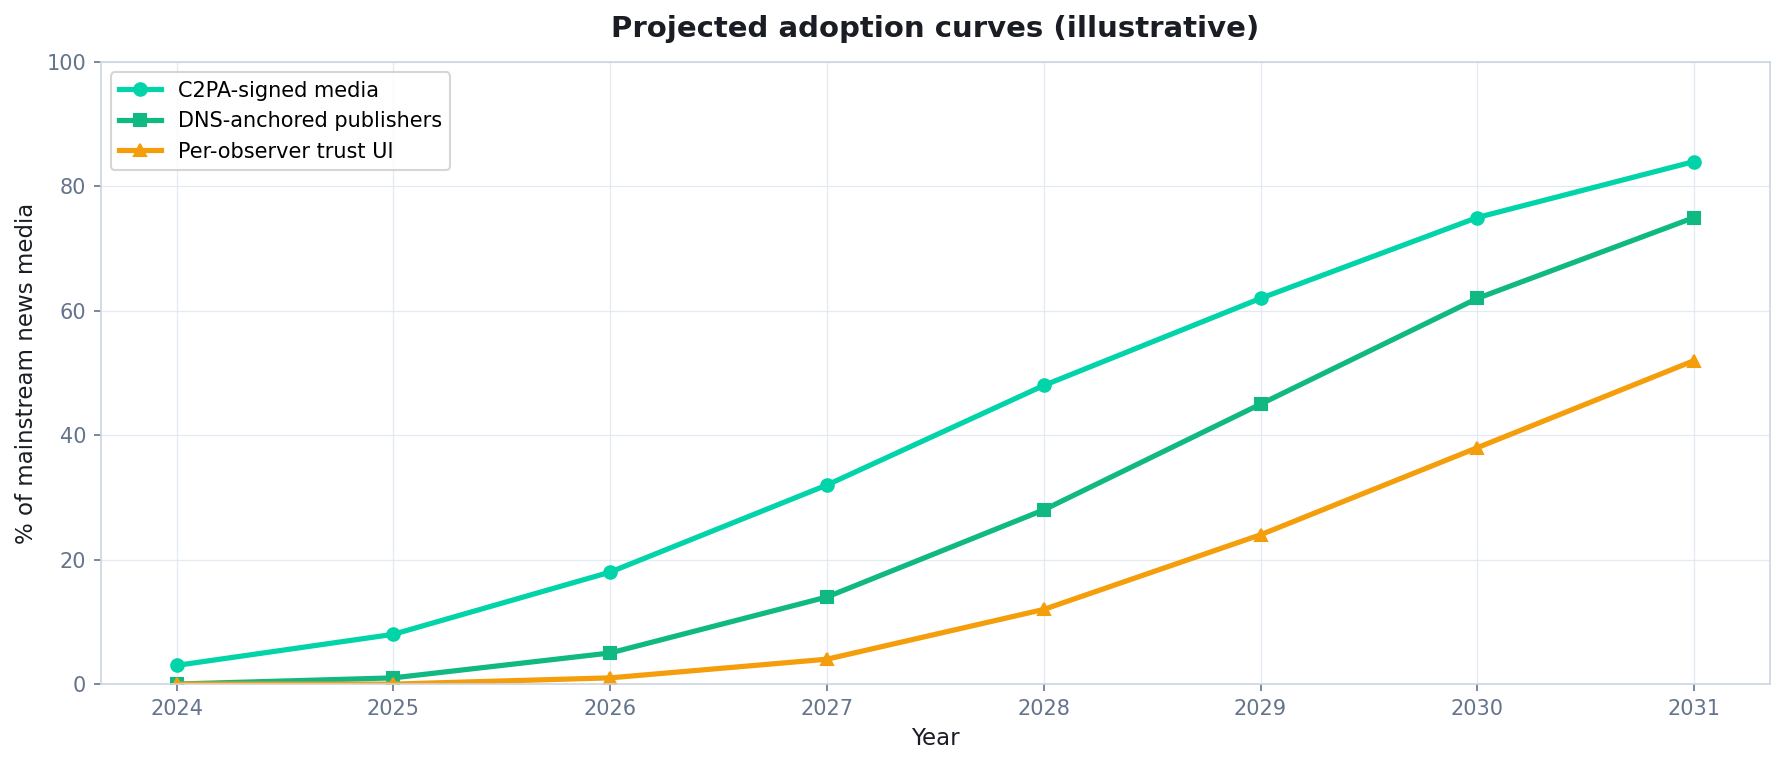 Projected adoption curves (illustrative)
C2PA-signed media
DNS-anchored publishers
Per-observer trust UI
% of mainstream news media
100
80
60
40
20
0
2024 2025 2026 2027 2028 2029 2030 2031
Year